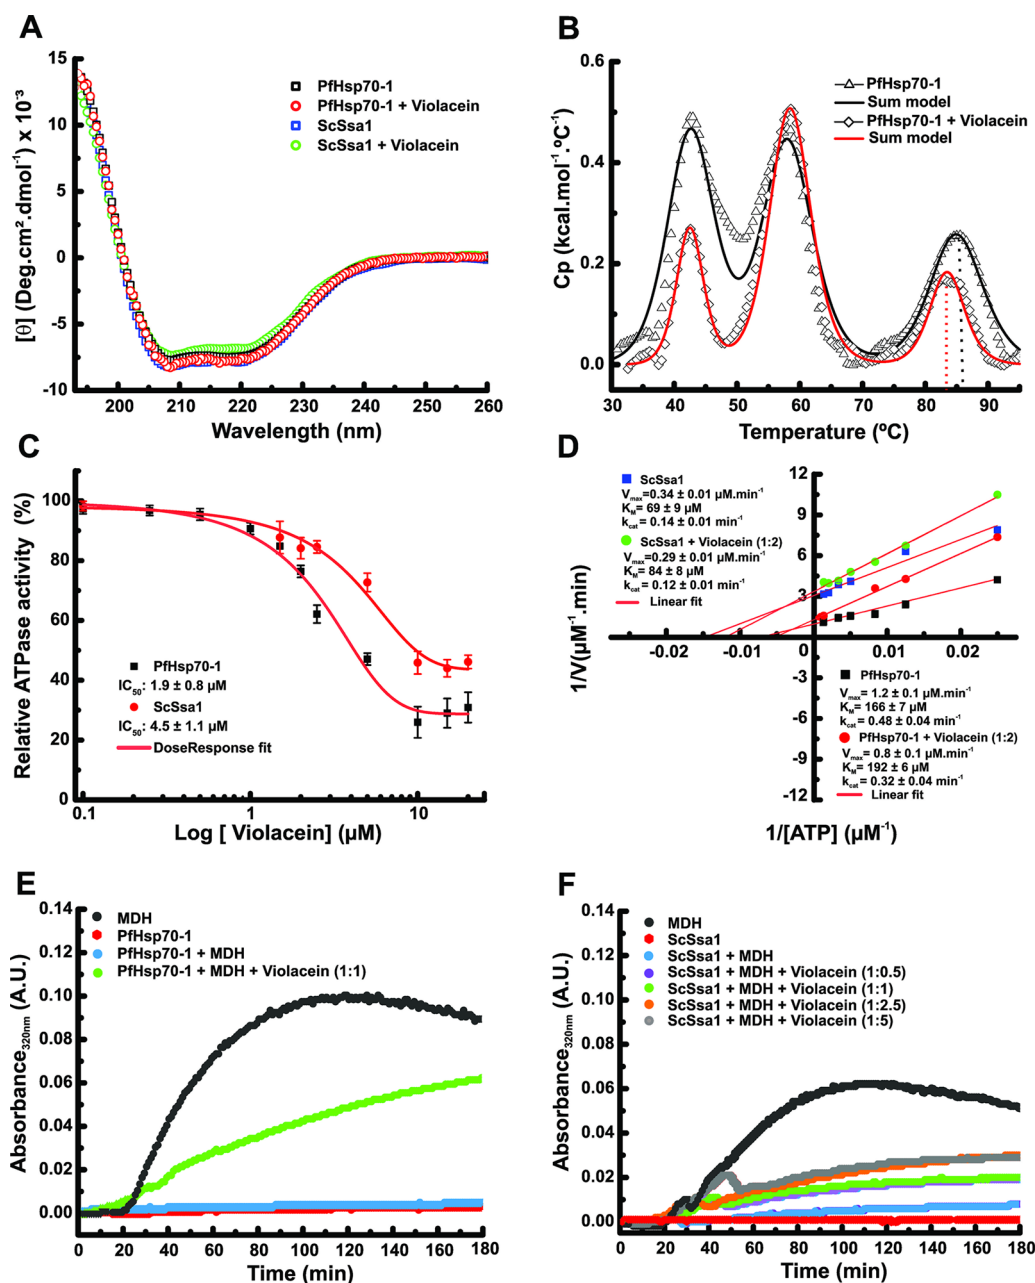 A
[θ] (Deg.cm².dmol⁻¹) x 10⁻³
15
10
5
0
-5
-10
200
210
220
230
240
250
260
Wavelength (nm)
PfHsp70-1
PfHsp70-1 + Violacein
ScSsa1
ScSsa1 + Violacein
B
Cp (kcal.mol⁻¹.ºC⁻¹)
0.6
0.4
0.2
0.0
30
40
50
60
70
80
90
Temperature (ºC)
PfHsp70-1
Sum model
PfHsp70-1 + Violacein
Sum model
C
Relative ATPase activity (%)
100
80
60
40
20
0
0.1
1
10
Log [ Violacein] (µM)
PfHsp70-1
IC₅₀: 1.9 ± 0.8 µM
ScSsa1
IC₅₀: 4.5 ± 1.1 µM
DoseResponse fit
D
ScSsa1
Vmax=0.34 ± 0.01 µM.min⁻¹
KM= 69 ± 9 µM
kcat = 0.14 ± 0.01 min⁻¹
ScSsa1 + Violacein (1:2)
Vmax=0.29 ± 0.01 µM.min⁻¹
KM= 84 ± 8 µM
kcat = 0.12 ± 0.01 min⁻¹
Linear fit
1/V(µM⁻¹.min)
12
9
6
3
0
-3
-6
-9
-12
-0.02
-0.01
0.01
0.02
PfHsp70-1
Vmax= 1.2 ± 0.1 µM.min⁻¹
KM= 166 ± 7 µM
kcat = 0.48 ± 0.04 min⁻¹
PfHsp70-1 + Violacein (1:2)
Vmax= 0.8 ± 0.1 µM.min⁻¹
KM= 192 ± 6 µM
kcat = 0.32 ± 0.04 min⁻¹
Linear fit
1/[ATP] (µM⁻¹)
E
Absorbance320nm (A.U.)
0.14
0.12
0.10
0.08
0.06
0.04
0.02
0.00
0
20
40
60
80
100
120
140
160
180
Time (min)
MDH
PfHsp70-1
PfHsp70-1 + MDH
PfHsp70-1 + MDH + Violacein (1:1)
F
Absorbance320nm (A.U.)
0.14
0.12
0.10
0.08
0.06
0.04
0.02
0.00
0
20
40
60
80
100
120
140
160
180
Time (min)
MDH
ScSsa1
ScSsa1 + MDH
ScSsa1 + MDH + Violacein (1:0.5)
ScSsa1 + MDH + Violacein (1:1)
ScSsa1 + MDH + Violacein (1:2.5)
ScSsa1 + MDH + Violacein (1:5)